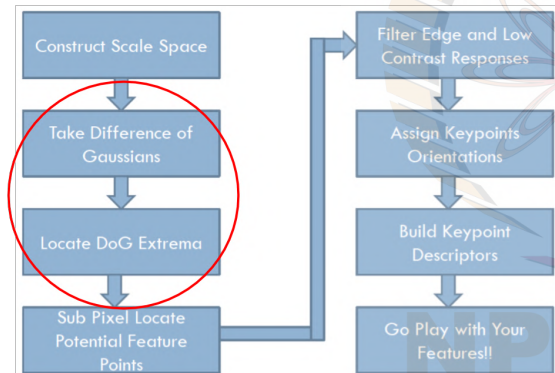 Construct Scale Space
Take Difference of
Gaussians
Locate DoG Extrema
Sub Pixel Locate
Potential Feature
Points
Filter Edge and Low
Contrast Responses
Assign Keypoints
Orientations
Build Keypoint
Descriptors
Go Play with Your
Features!!